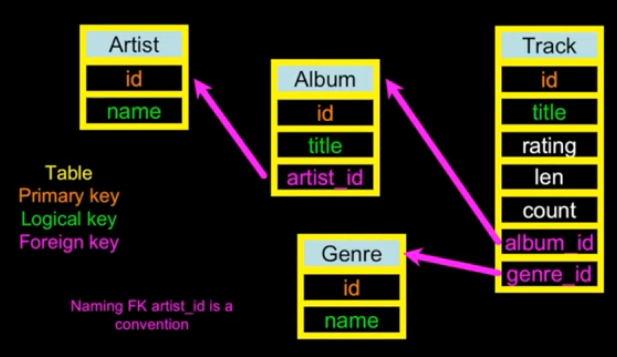 Artist
id
name
Album
id
title
artist_id
Track
id
title
rating
len
count
album_id
genre_id
Table
Primary key
Logical key
Foreign key
Genre
id
name
Naming FK artist_id is a
convention